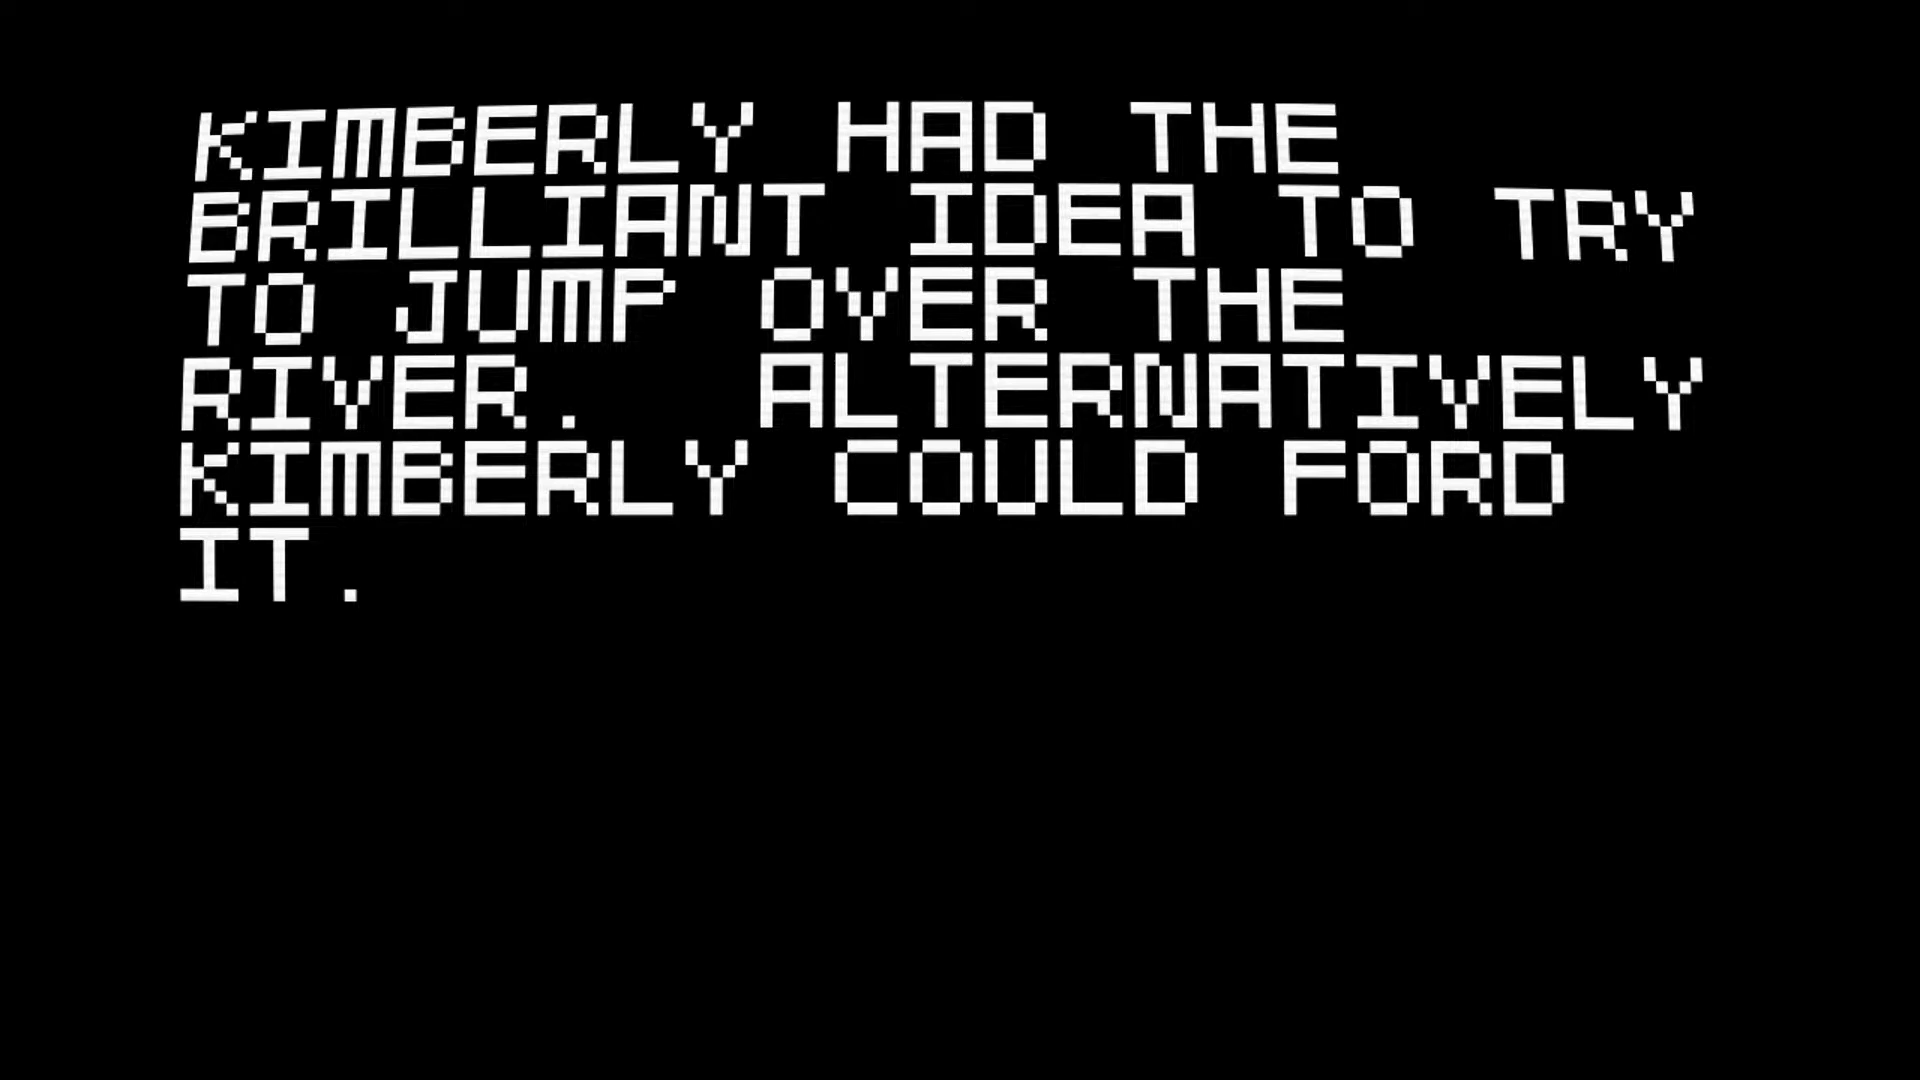 KIMBERLY HAD THE
BRILLIANT IDEA TO TRY
TO JUMP OVER THE
RIVER.  ALTERNATIVELY
KIMBERLY COULD FORD
IT.